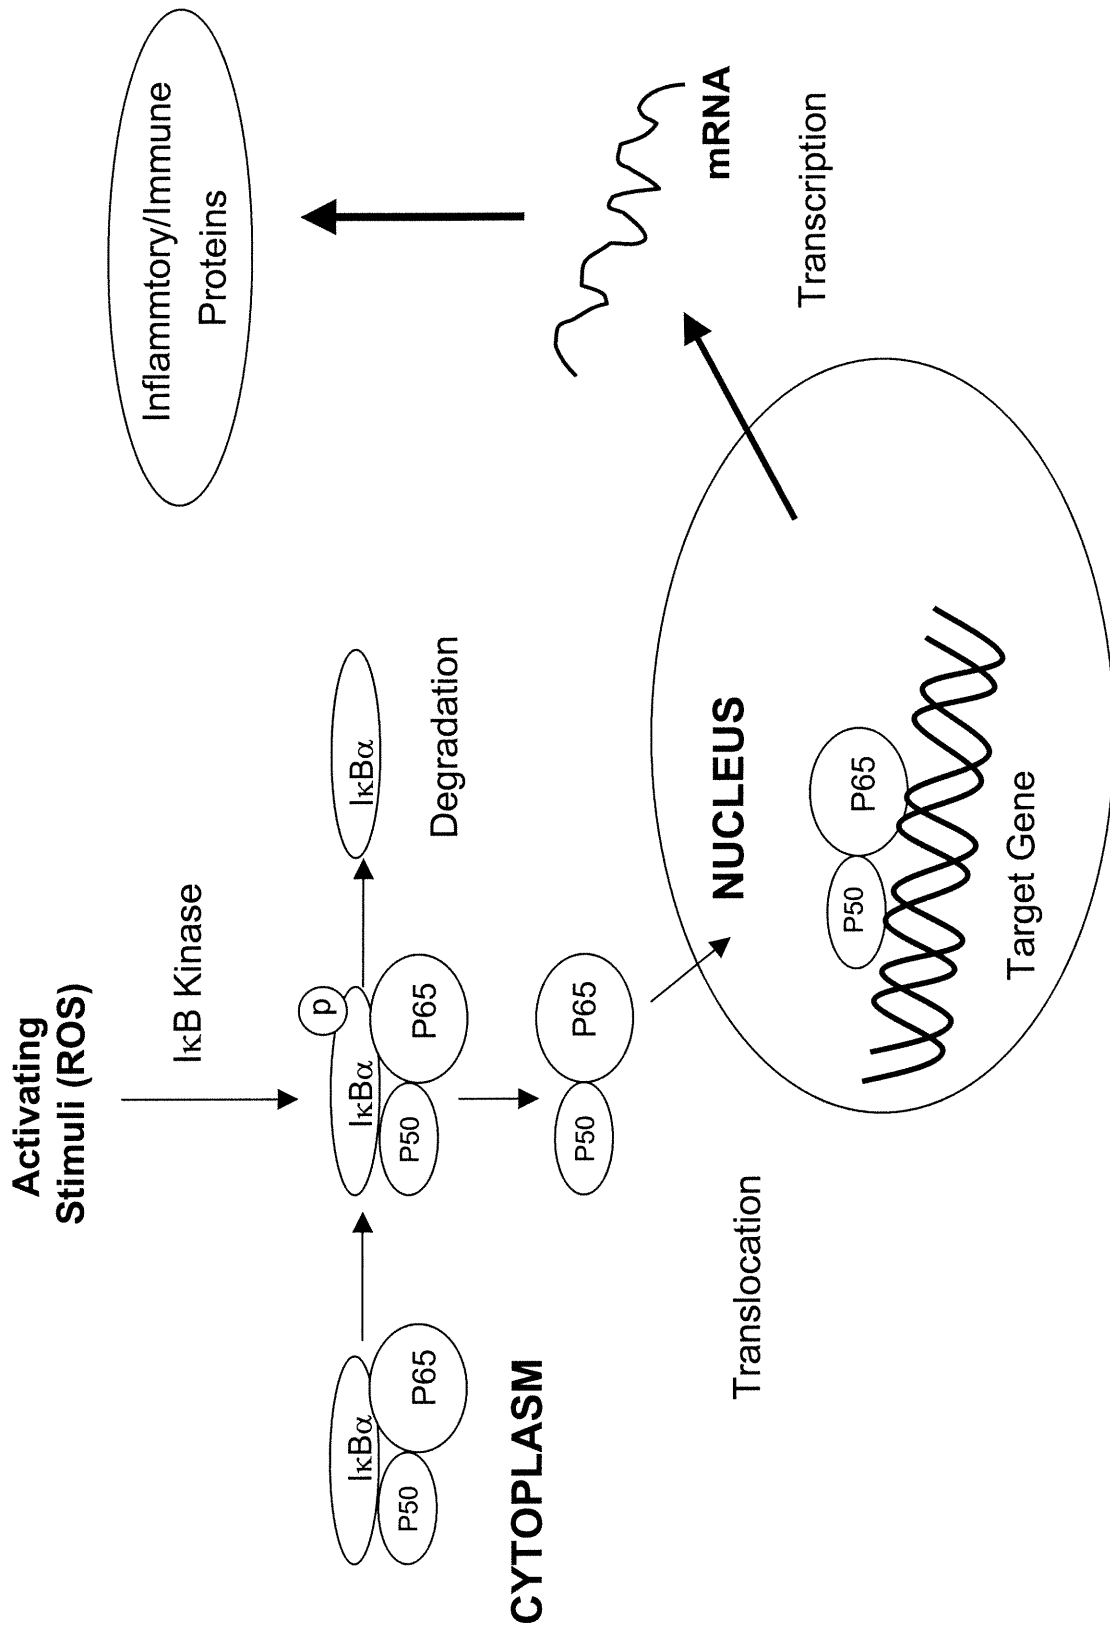 Activating
Stimuli (ROS)
IκB Kinase
Inflammtory/Immune
Proteins
IκBα
P50
P65
p
IκBα
P50
P65
IκBα
Degradation
CYTOPLASM
P50
P65
mRNA
Translocation
NUCLEUS
Transcription
P50
P65
Target Gene